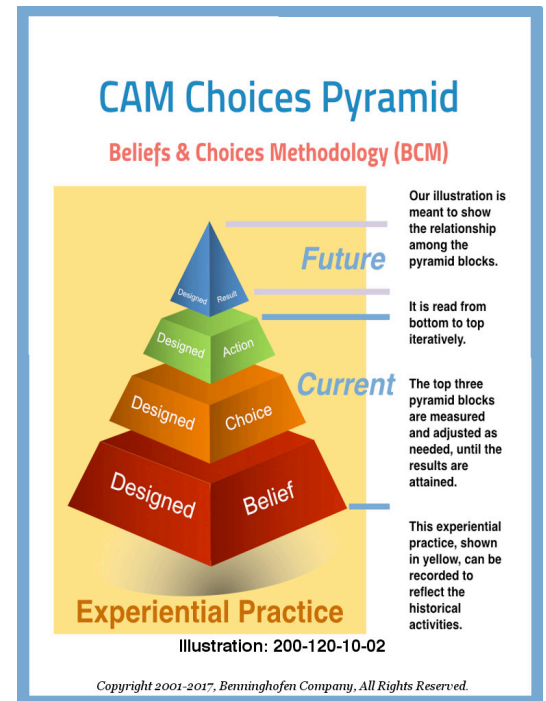 CAM Choices Pyramid
Beliefs & Choices Methodology (BCM)
Our illustration is
meant to show
the relationship
among the
pyramid blocks.
Future
Designed Result
It is read from
bottom to top
iteratively.
Designed Action
Current
The top three
pyramid blocks
are measured
and adjusted as
needed, until the
results are
attained.
Designed Choice
Designed Belief
This experiential
practice, shown
in yellow, can be
recorded to
reflect the
historical
activities.
Experiential Practice
Illustration: 200-120-10-02
Copyright 2001-2017, Benninghofen Company, All Rights Reserved.